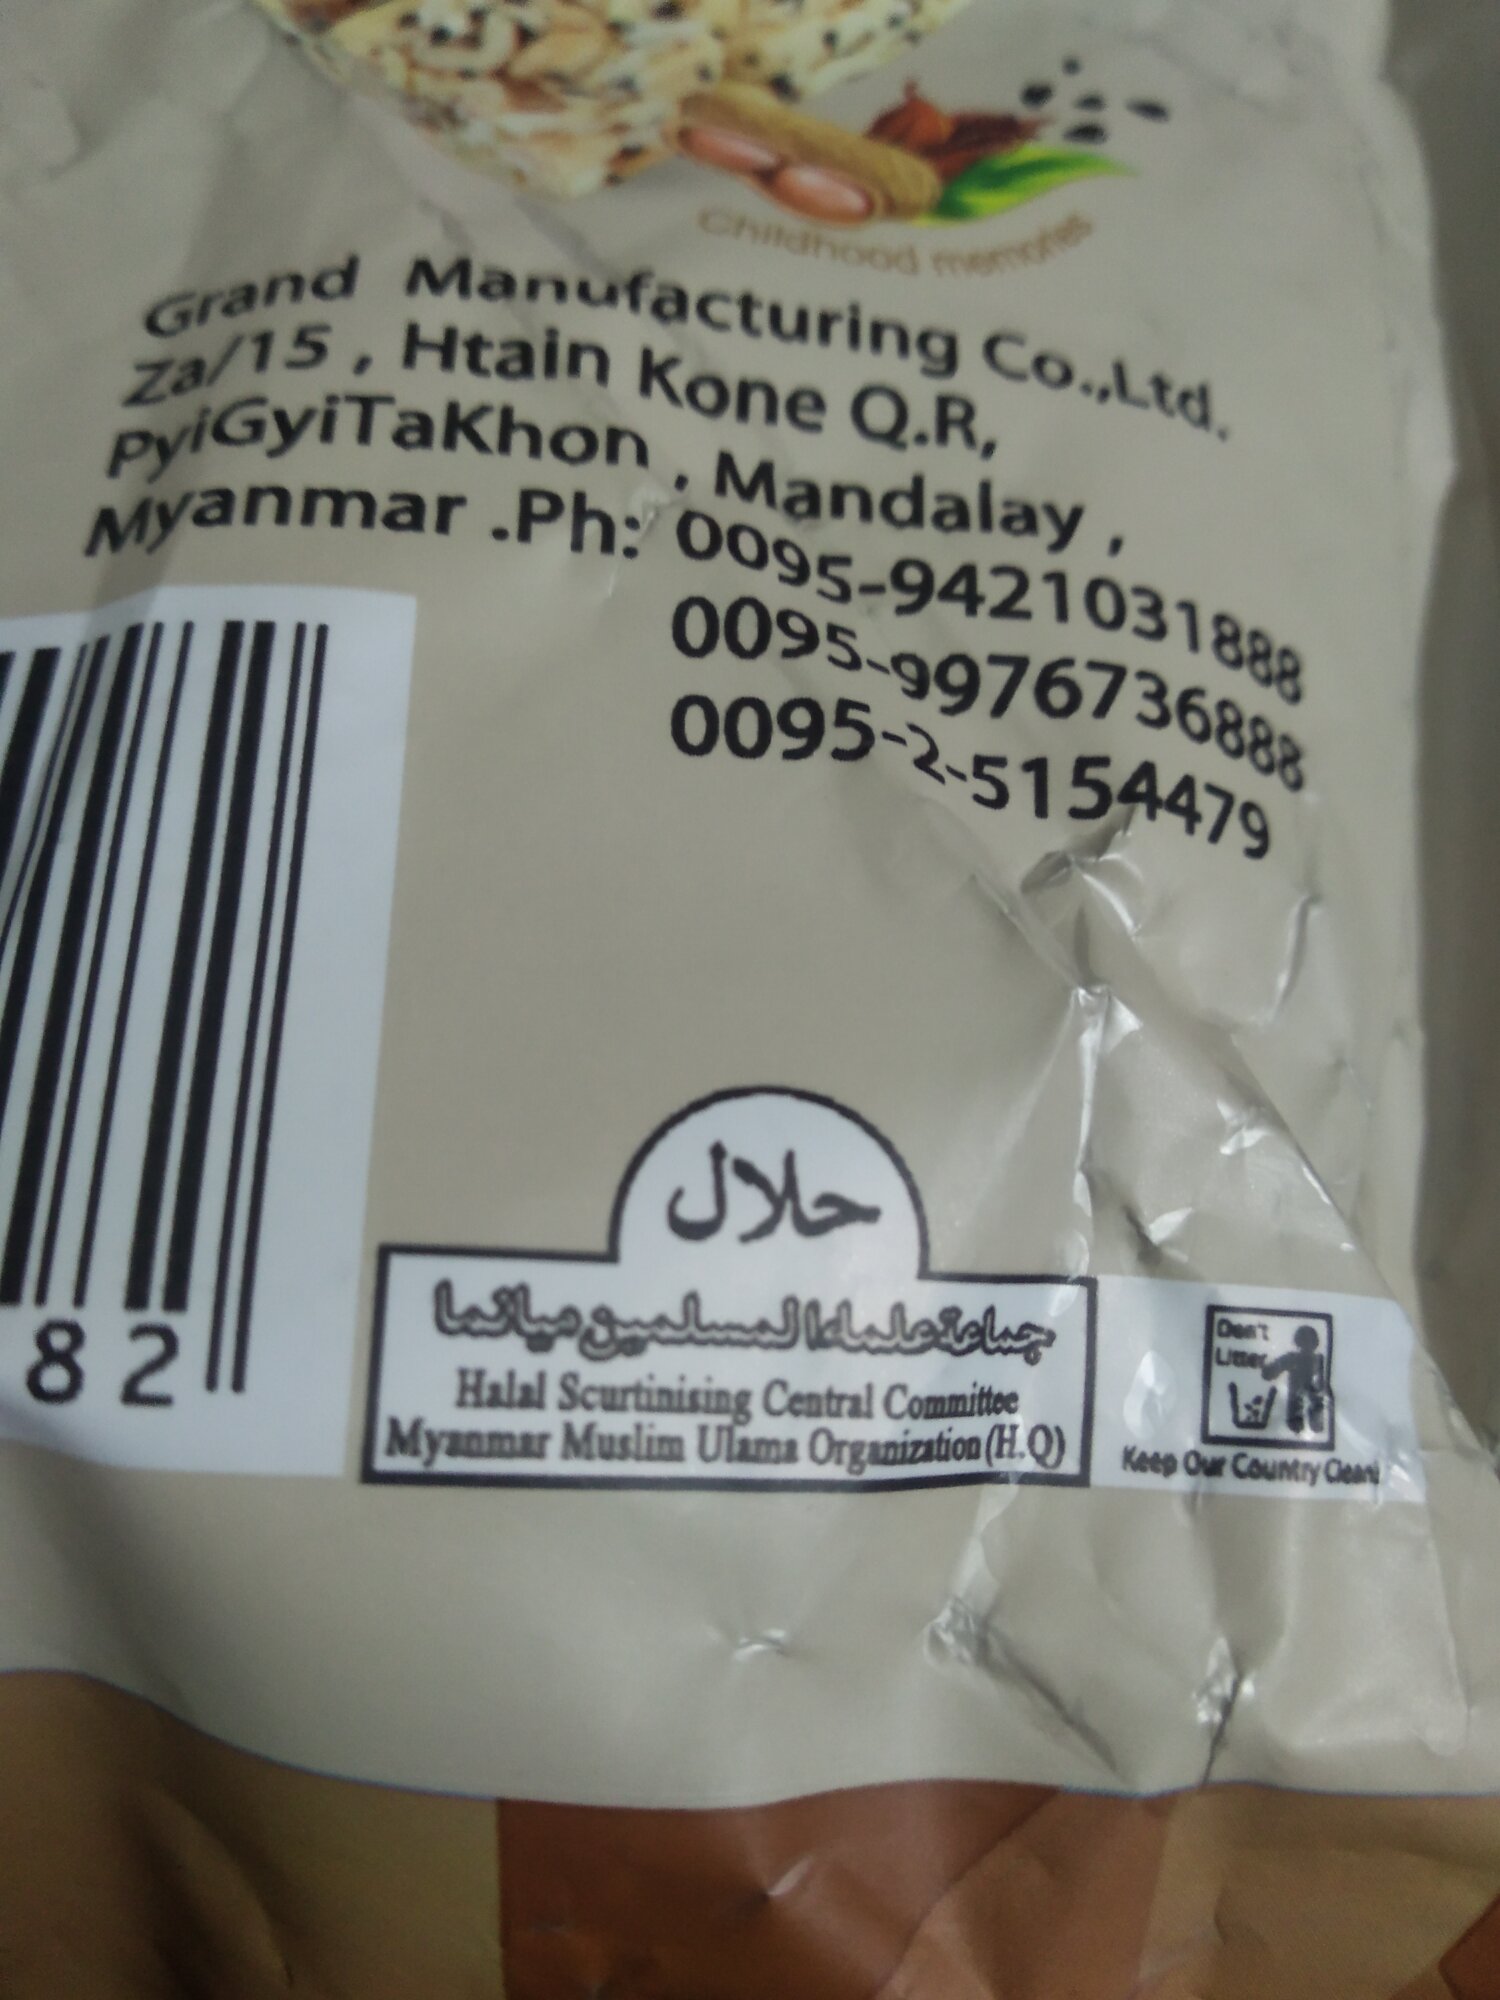 Childhood memories
Grand Manufacturing Co.,Ltd.
Za/15 , Htain Kone Q.R,
PyiGyiTaKhon , Mandalay ,
Myanmar .Ph: 0095-9421031888
0095-9976736888
0095-2-5154479
82
حلال
جماعة علماء المسلمين ميانما
Halal Scurtinising Central Committee
Myanmar Muslim Ulama Organization (H.Q)
Don't
Litter
Keep Our Country Clean